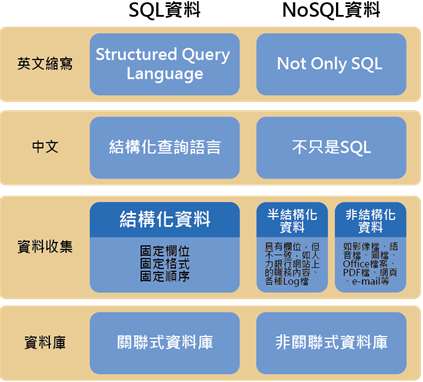 SQL資料
NoSQL資料
英文縮寫
Structured Query
Language
Not Only SQL
中文
結構化查詢語言
不只是SQL
資料收集
結構化資料
固定欄位
固定格式
固定順序
半結構化
資料
具有欄位，但
不一致，如人
力銀行網站上
的職務內容、
各種Log檔
非結構化
資料
如影像檔、語
音檔、圖檔、
Office檔案、
PDF檔、網頁
、e-mail等
資料庫
關聯式資料庫
非關聯式資料庫